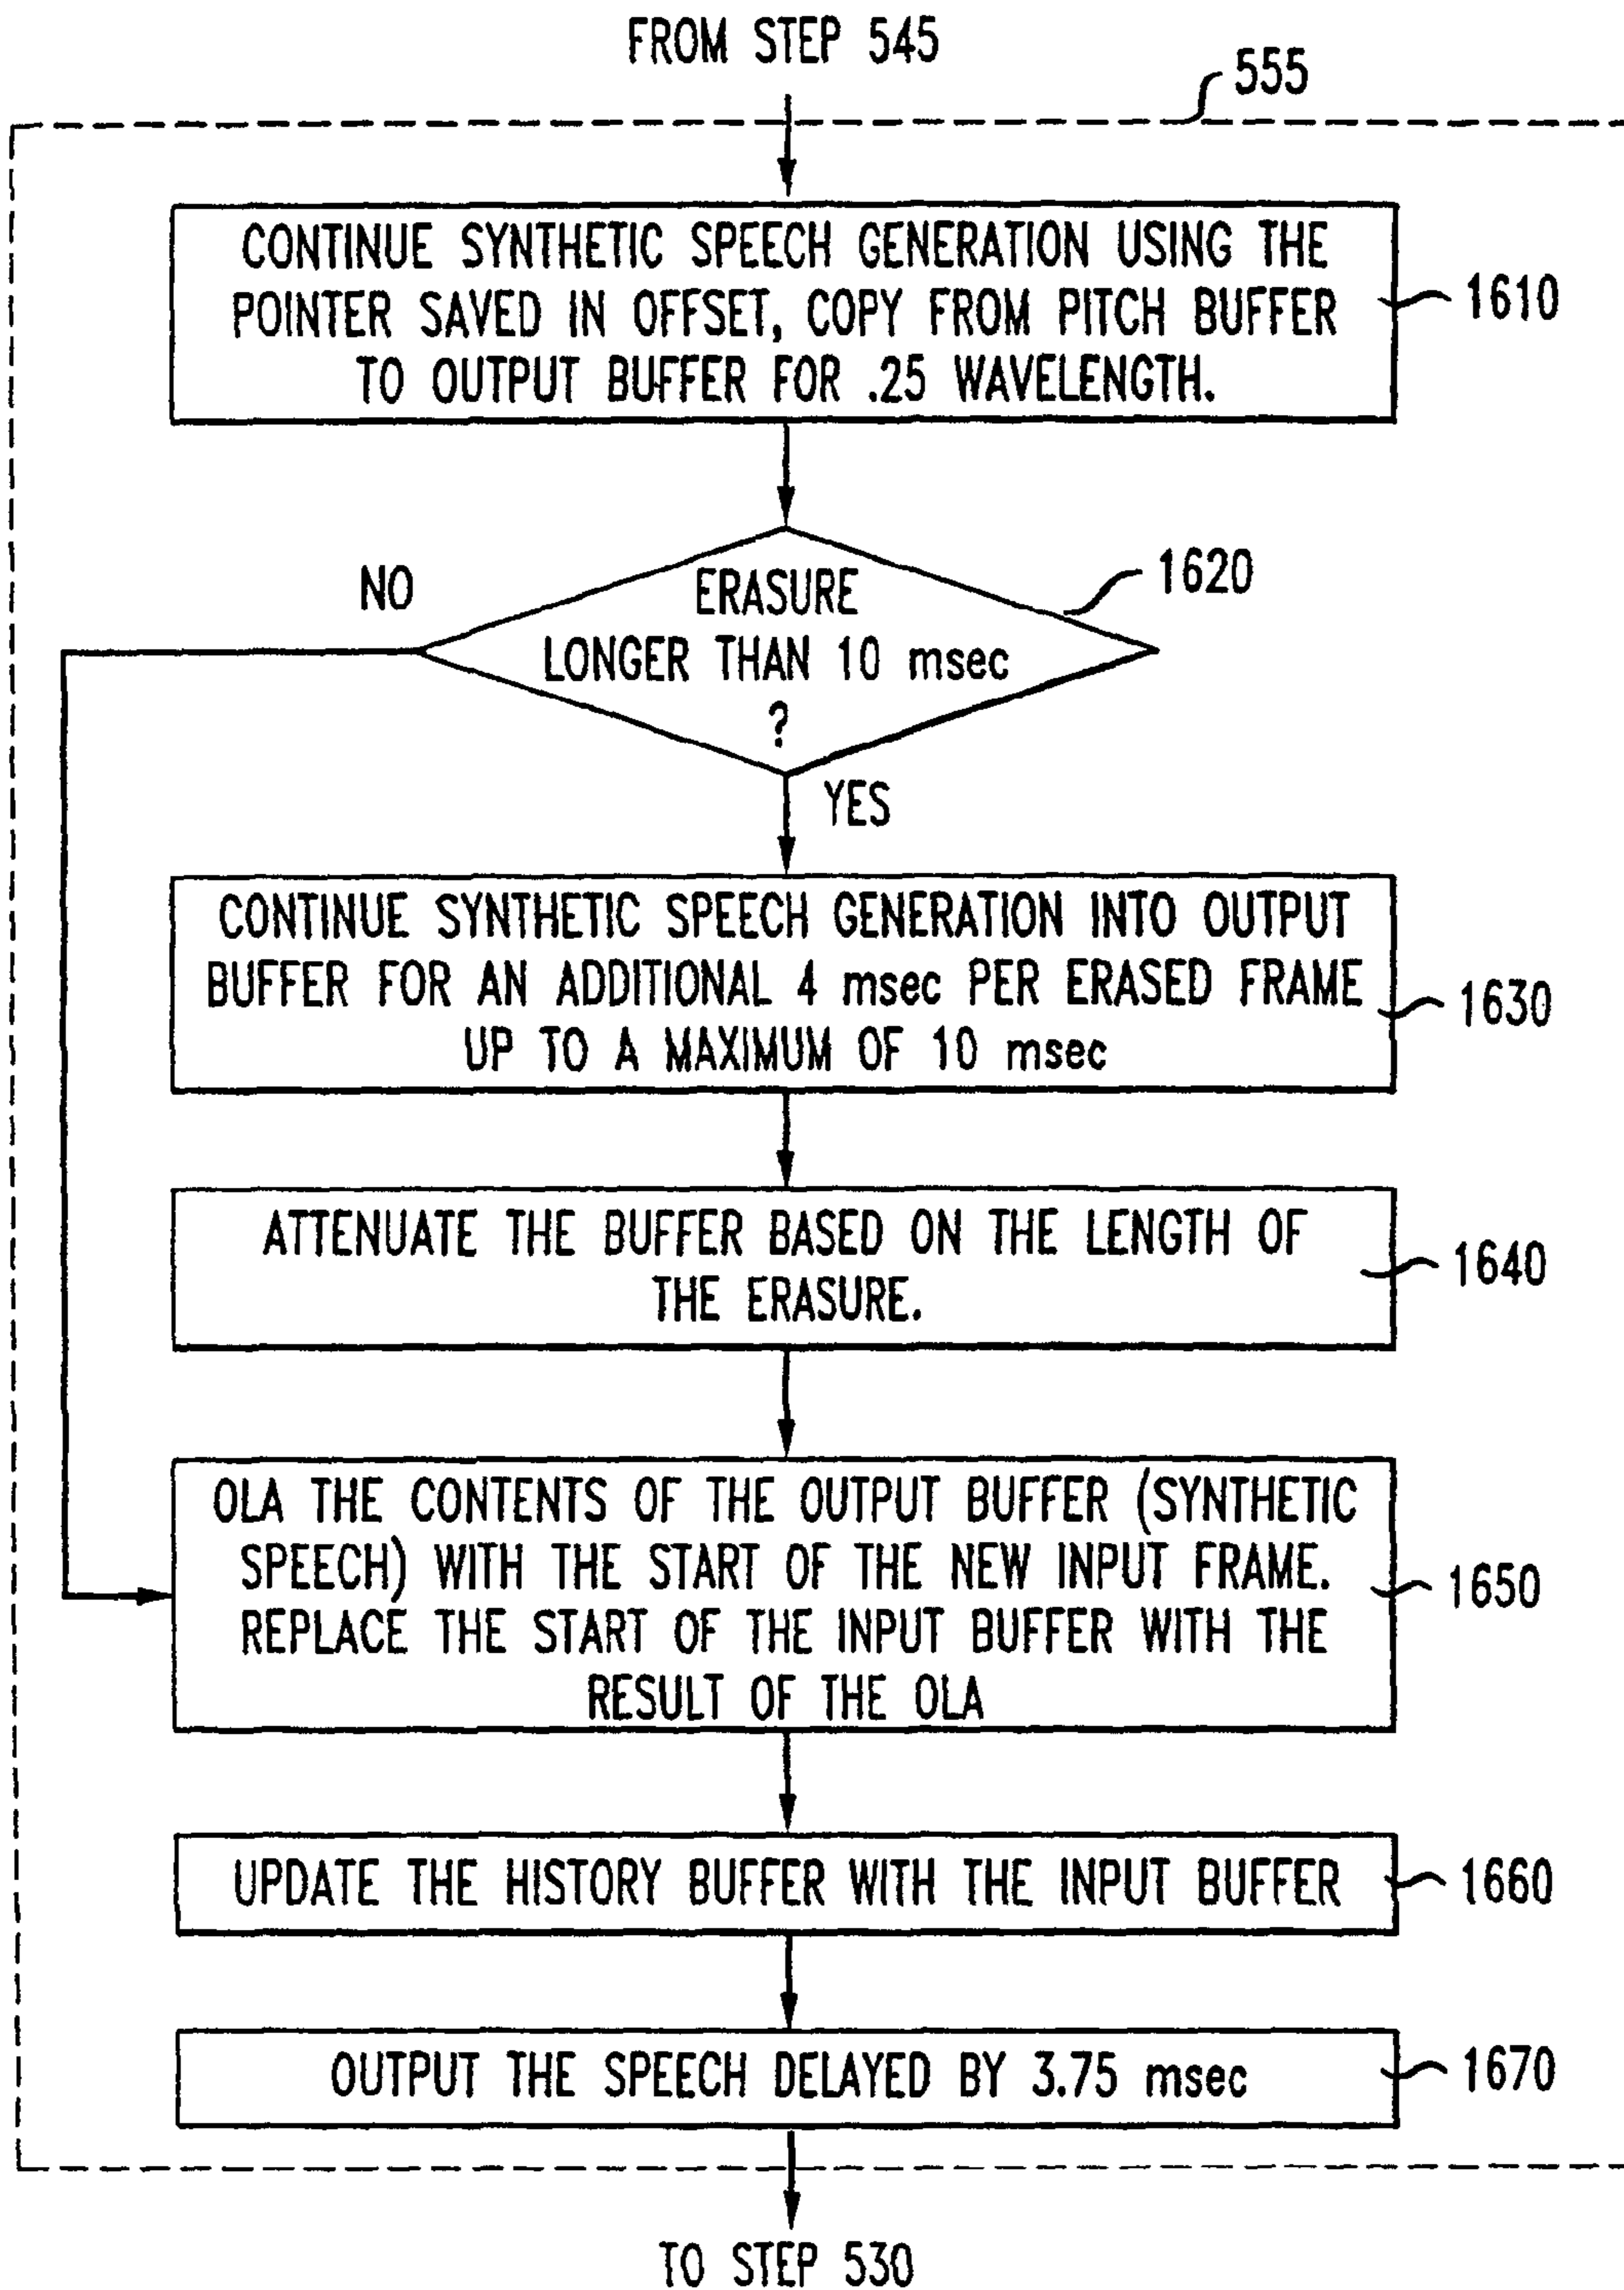 FROM STEP 545
555
CONTINUE SYNTHETIC SPEECH GENERATION USING THE
POINTER SAVED IN OFFSET, COPY FROM PITCH BUFFER
TO OUTPUT BUFFER FOR .25 WAVELENGTH.
1610
NO
ERASURE
LONGER THAN 10 msec
?
1620
YES
CONTINUE SYNTHETIC SPEECH GENERATION INTO OUTPUT
BUFFER FOR AN ADDITIONAL 4 msec PER ERASED FRAME
UP TO A MAXIMUM OF 10 msec
1630
ATTENUATE THE BUFFER BASED ON THE LENGTH OF
THE ERASURE.
1640
OLA THE CONTENTS OF THE OUTPUT BUFFER (SYNTHETIC
SPEECH) WITH THE START OF THE NEW INPUT FRAME.
REPLACE THE START OF THE INPUT BUFFER WITH THE
RESULT OF THE OLA
1650
UPDATE THE HISTORY BUFFER WITH THE INPUT BUFFER
1660
OUTPUT THE SPEECH DELAYED BY 3.75 msec
1670
TO STEP 530